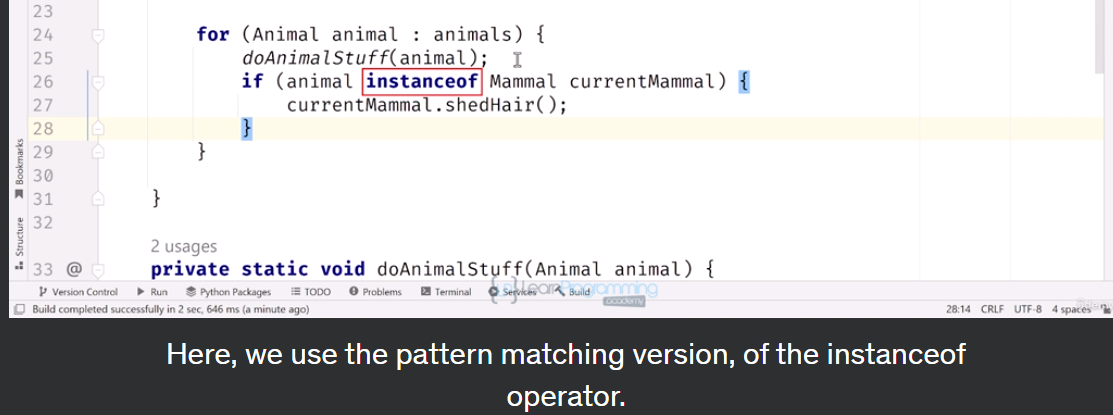 23
24 for (Animal animal : animals) {
25 doAnimalStuff(animal);
26 if (animal instanceof Mammal currentMammal) {
27 currentMammal.shedHair();
28 }
29 }
30
31 }
32
2 usages
33 @ private static void doAnimalStuff(Animal animal) {
Bookmarks
Structure
Version Control Run Python Packages TODO Problems Terminal Services Build
LearnProgramming
academy
Build completed successfully in 2 sec, 646 ms (a minute ago) 28:14 CRLF UTF-8 4 spaces
Here, we use the pattern matching version, of the instanceof
operator.